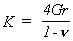 K = 4Gr / 1 - ν